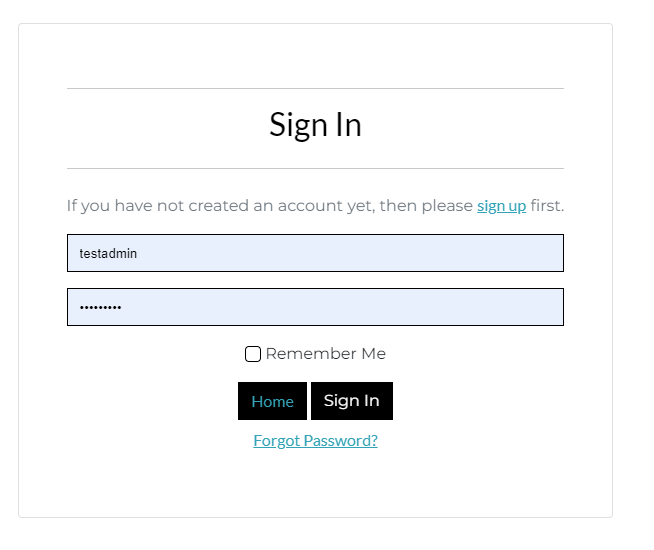 Sign In
If you have not created an account yet, then please sign up first.
testadmin
•••••••••
Remember Me
Home Sign In
Forgot Password?